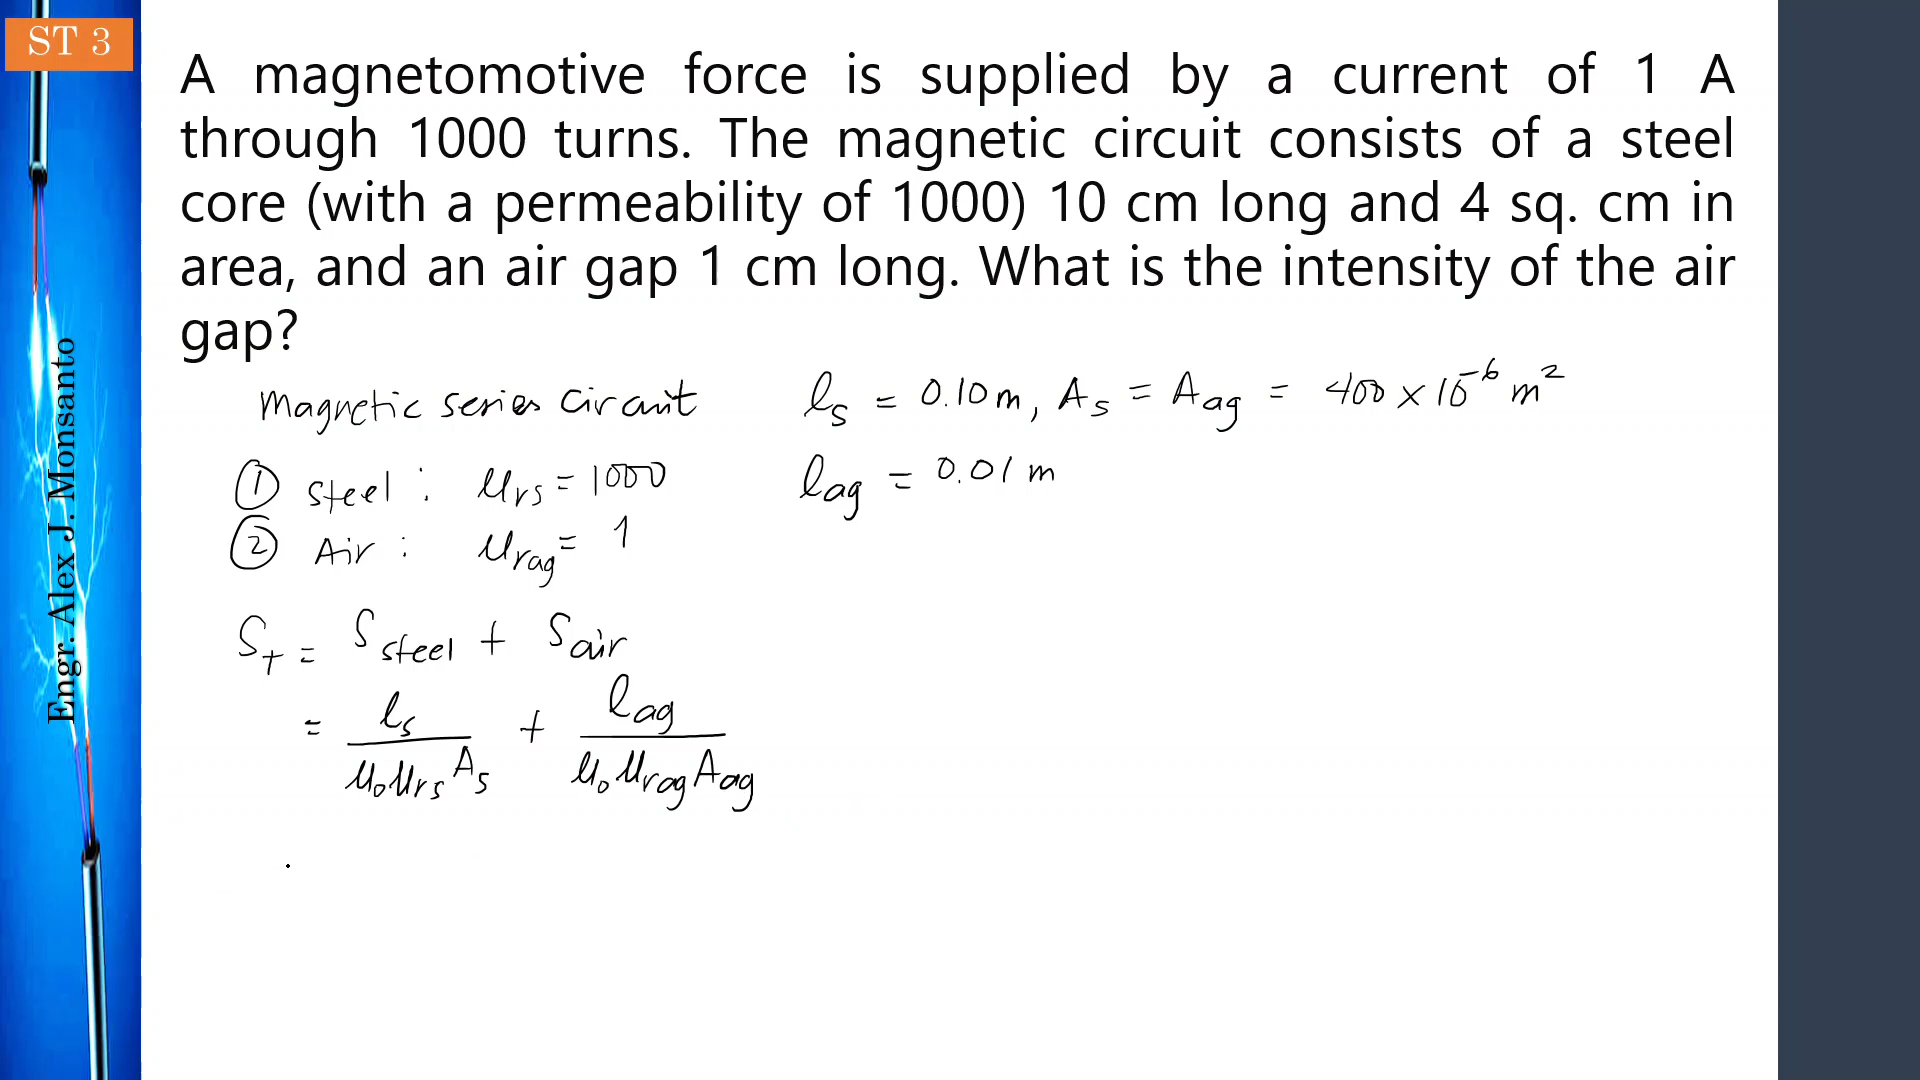 ST 3
A magnetomotive force is supplied by a current of 1 A
through 1000 turns. The magnetic circuit consists of a steel
core (with a permeability of 1000) 10 cm long and 4 sq. cm in
area, and an air gap 1 cm long. What is the intensity of the air
gap?
Magnetic series circuit
ls = 0.10 m, As = Aag = 400 × 10⁻⁶ m²
① steel : μrs = 1000
lag = 0.01 m
② Air : μrag = 1
ST = Ssteel + Sair
= ls / μ₀μrsAs + lag / μ₀μragAag
Engr. Alex J. Monsanto